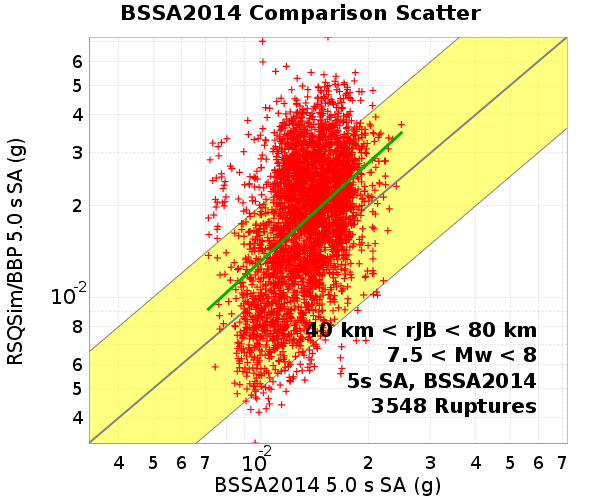 BSSA2014 Comparison Scatter
RSQSim/BBP 5.0 s SA (g)
6
5
4
3
2
10-2
8
6
5
4
40 km < rJB < 80 km
7.5 < Mw < 8
5s SA, BSSA2014
3548 Ruptures
4 5 6 7 10-2 2 3 4 5 6 7
BSSA2014 5.0 s SA (g)